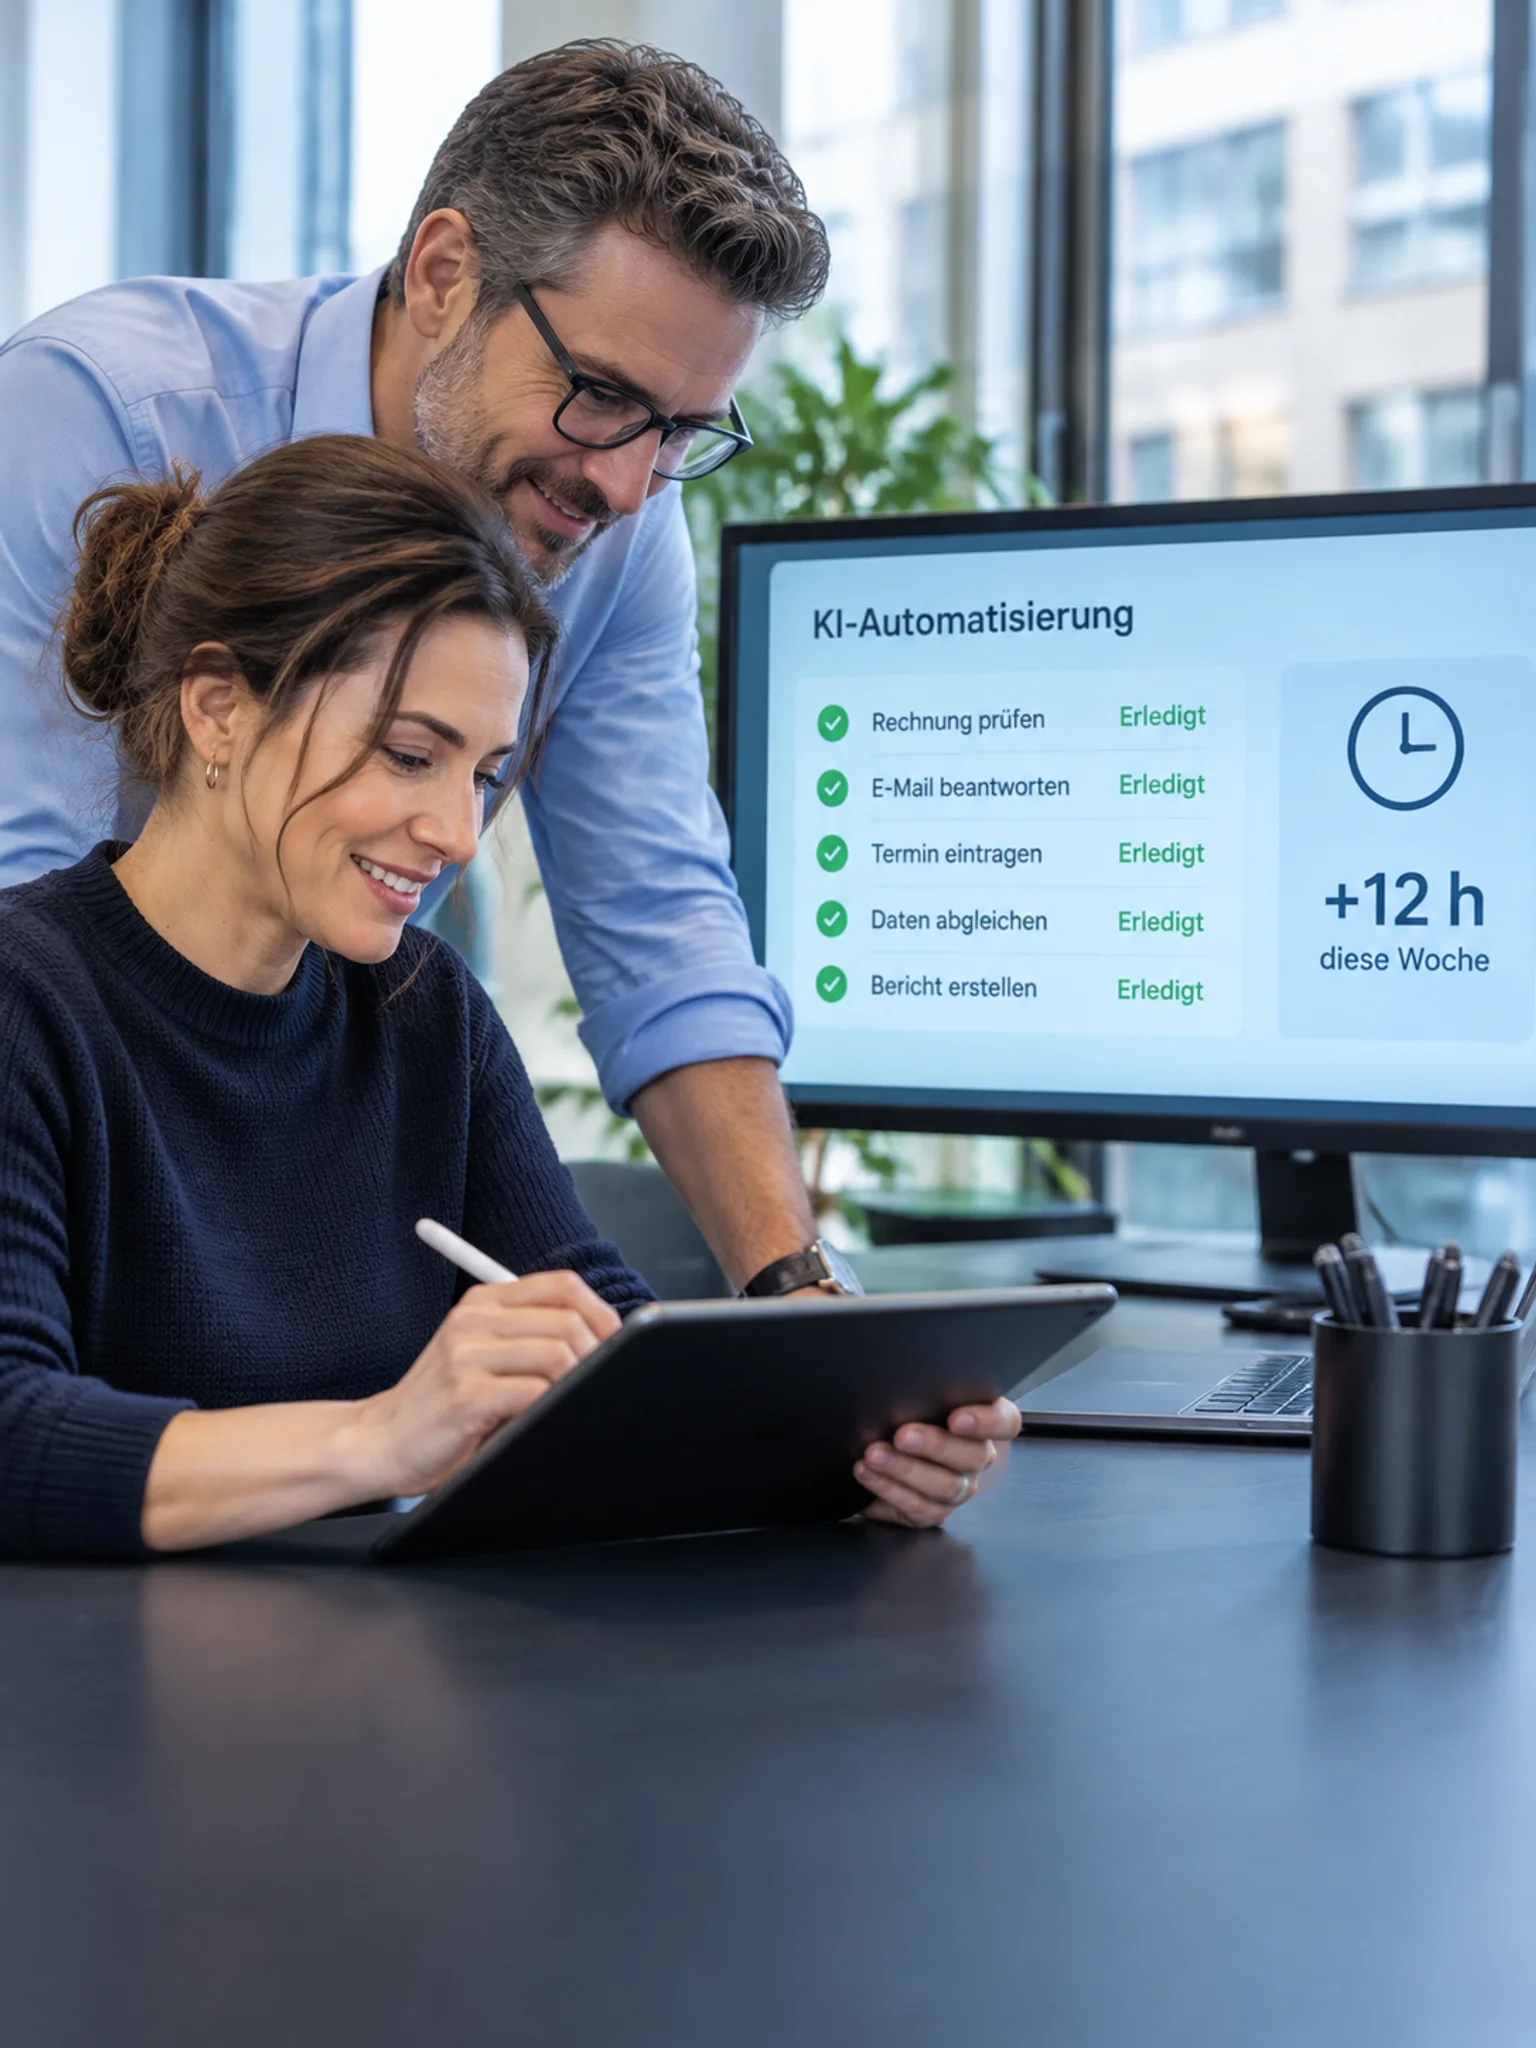 KI-Automatisierung
Rechnung prüfen Erledigt
E-Mail beantworten Erledigt
Termin eintragen Erledigt
Daten abgleichen Erledigt
Bericht erstellen Erledigt
+12 h
diese Woche